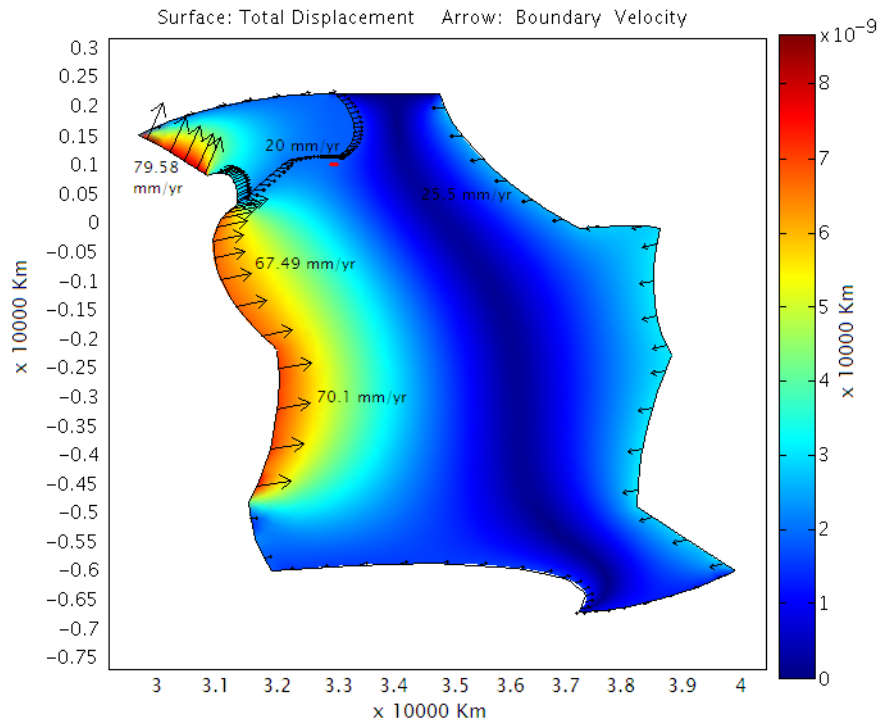 Surface: Total Displacement Arrow: Boundary Velocity
x 10000 Km
0.3
0.25
0.2
0.15
0.1
0.05
0
-0.05
-0.1
-0.15
-0.2
-0.25
-0.3
-0.35
-0.4
-0.45
-0.5
-0.55
-0.6
-0.65
-0.7
-0.75
79.58
mm/yr
20 mm/yr
25.5 mm/yr
67.49 mm/yr
70.1 mm/yr
3 3.1 3.2 3.3 3.4 3.5 3.6 3.7 3.8 3.9 4
x 10000 Km
x10⁻⁹
8
7
6
5
4
3
2
1
0
x 10000 Km